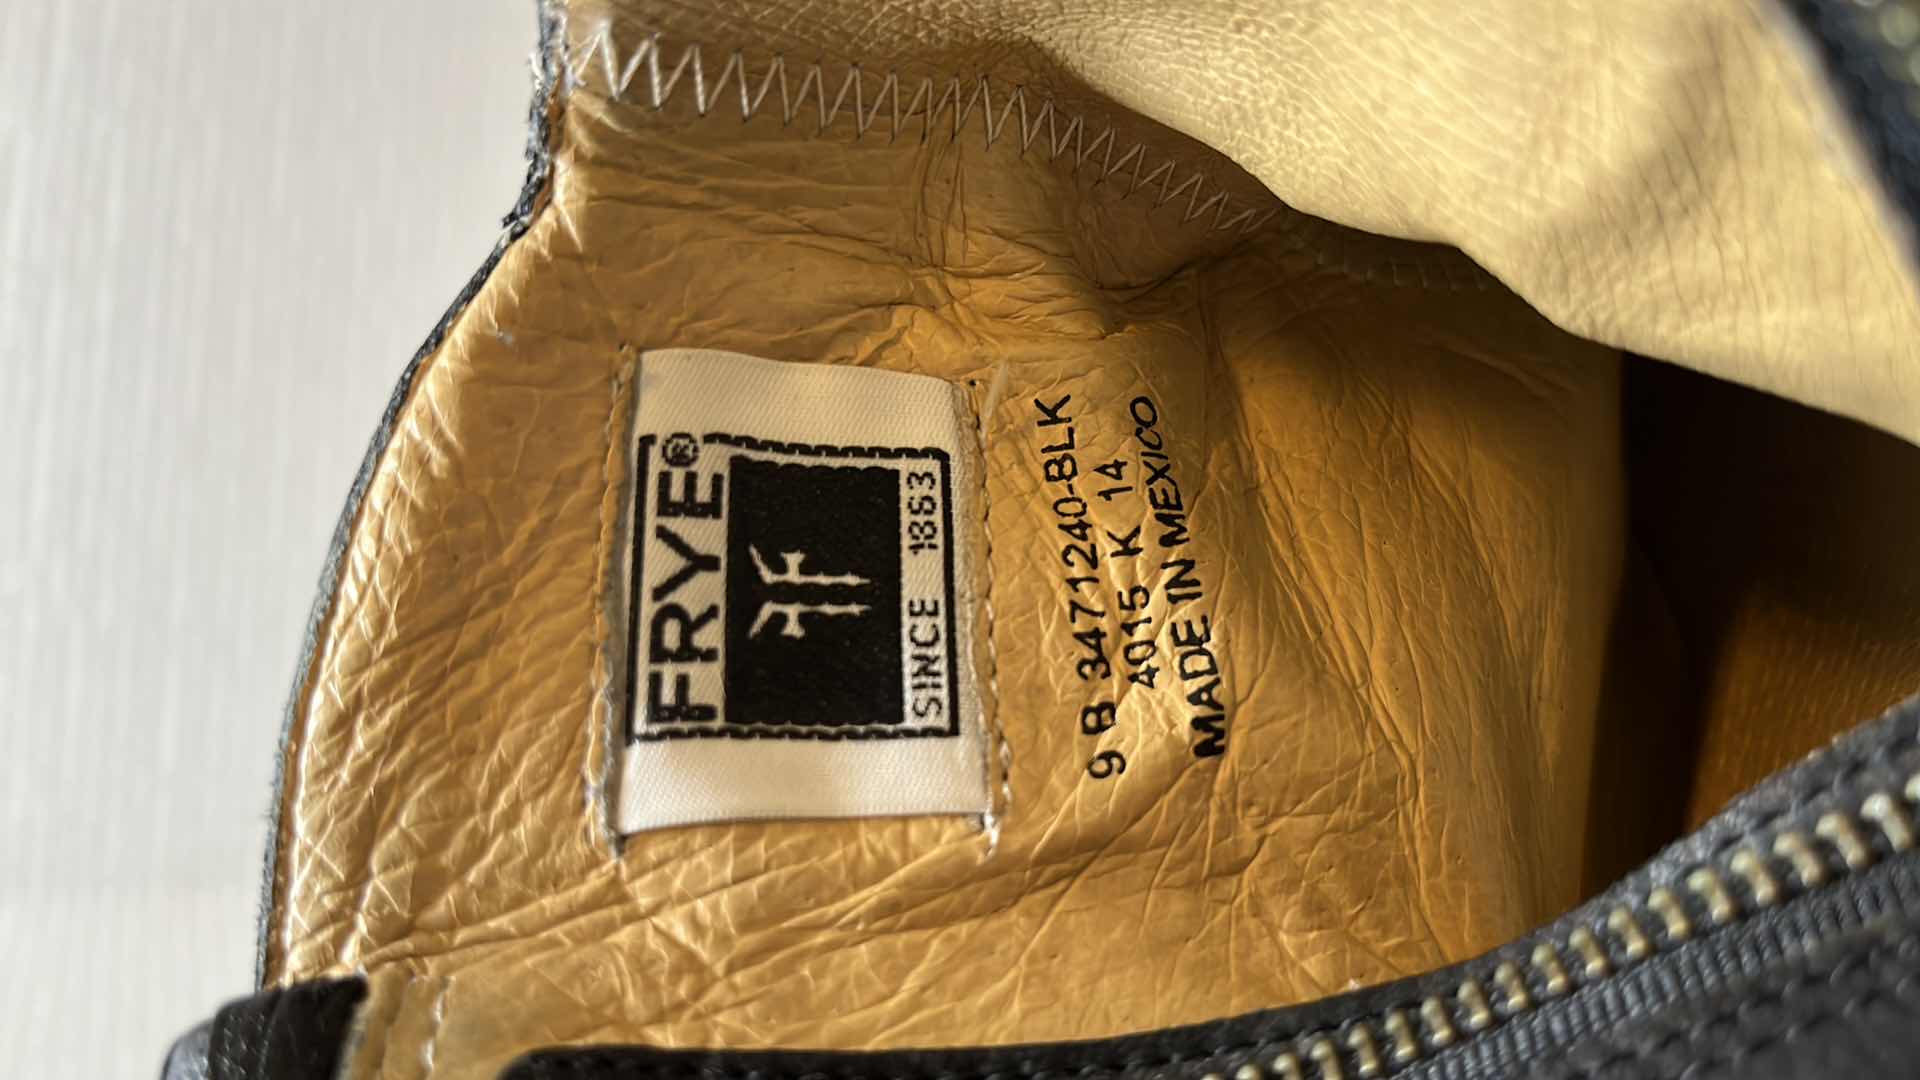 FRYE®
SINCE 1863
9 B 3471240-BLK
4015 K 14
MADE IN MEXICO